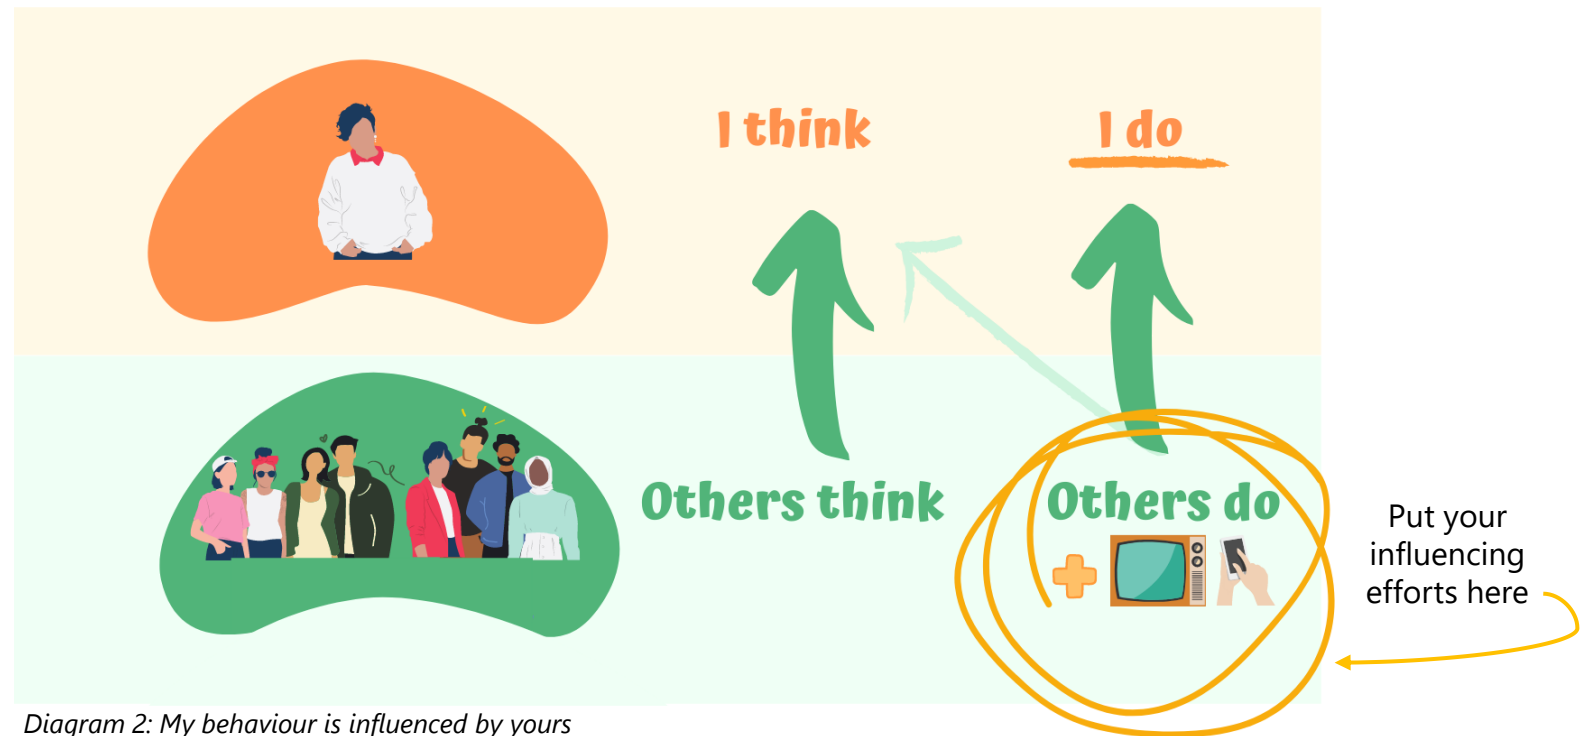 I think
I do
Others think
Others do
Put your
influencing
efforts here
Diagram 2: My behaviour is influenced by yours